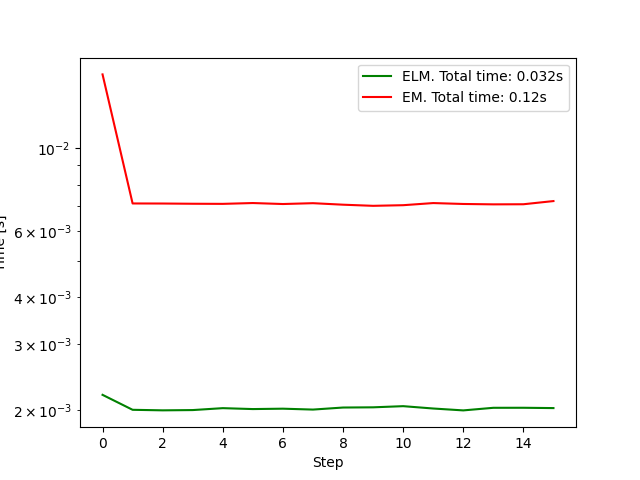 ELM. Total time: 0.032s
EM. Total time: 0.12s
10⁻²
6 × 10⁻³
4 × 10⁻³
3 × 10⁻³
2 × 10⁻³
0 2 4 6 8 10 12 14
Step